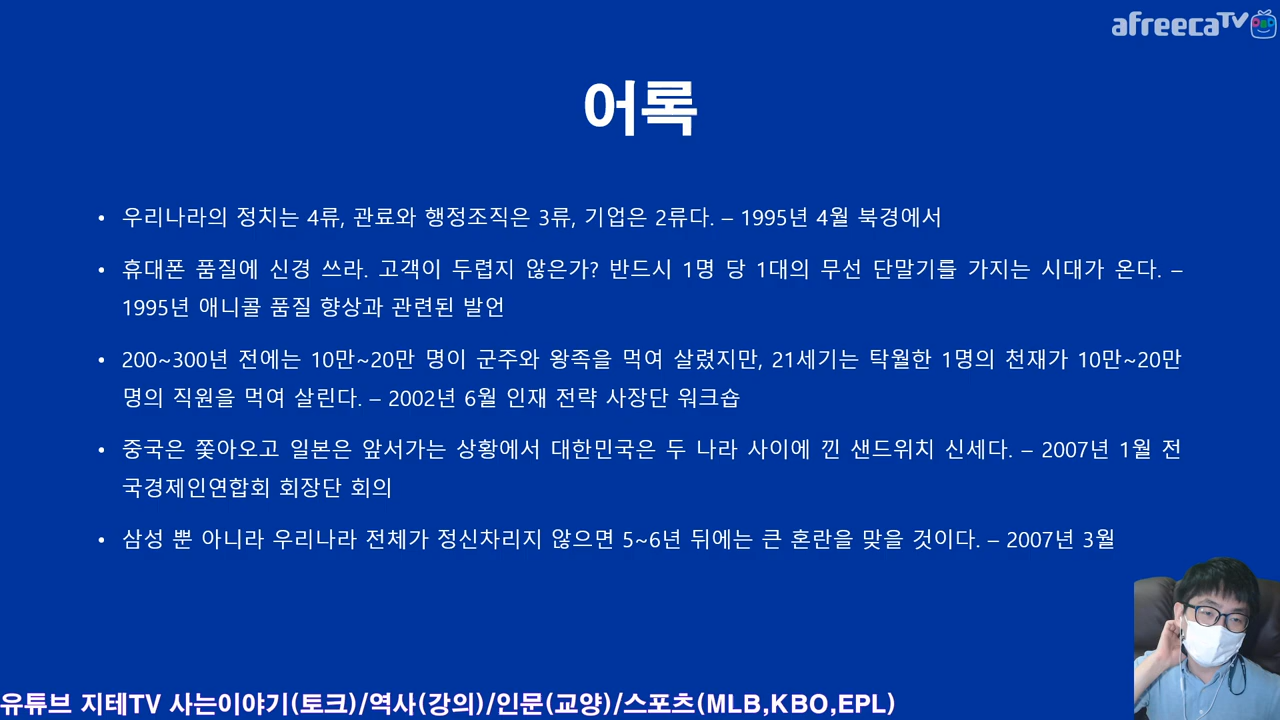 afreecaTV
어록
• 우리나라의 정치는 4류, 관료와 행정조직은 3류, 기업은 2류다. – 1995년 4월 북경에서
• 휴대폰 품질에 신경 쓰라. 고객이 두렵지 않은가? 반드시 1명 당 1대의 무선 단말기를 가지는 시대가 온다. –
1995년 애니콜 품질 향상과 관련된 발언
• 200~300년 전에는 10만~20만 명이 군주와 왕족을 먹여 살렸지만, 21세기는 탁월한 1명의 천재가 10만~20만
명의 직원을 먹여 살린다. – 2002년 6월 인재 전략 사장단 워크숍
• 중국은 쫓아오고 일본은 앞서가는 상황에서 대한민국은 두 나라 사이에 낀 샌드위치 신세다. – 2007년 1월 전
국경제인연합회 회장단 회의
• 삼성 뿐 아니라 우리나라 전체가 정신차리지 않으면 5~6년 뒤에는 큰 혼란을 맞을 것이다. – 2007년 3월
유튜브 지테TV 사는이야기(토크)/역사(강의)/인문(교양)/스포츠(MLB,KBO,EPL)